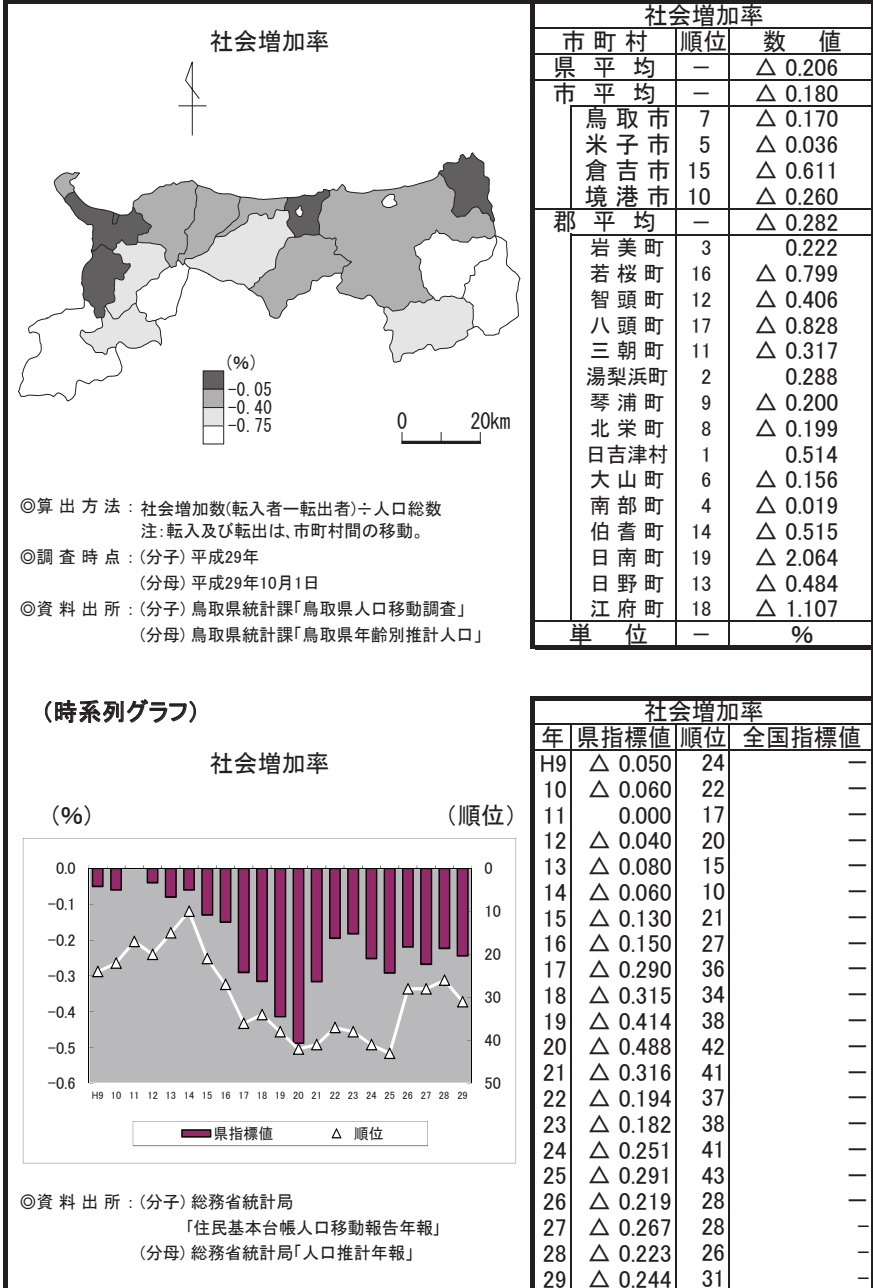 社会増加率
(%)
-0.05
-0.40
-0.75
0 20km
◎算出方法：社会増加数(転入者ー転出者)÷人口総数
注:転入及び転出は、市町村間の移動。
◎調査時点：(分子)平成29年
(分母)平成29年10月1日
◎資料出所：(分子)鳥取県統計課「鳥取県人口移動調査」
(分母)鳥取県統計課「鳥取県年齢別推計人口」
社会増加率
市町村 順位 数値
県平均 － △ 0.206
市平均 － △ 0.180
鳥取市 7 △ 0.170
米子市 5 △ 0.036
倉吉市 15 △ 0.611
境港市 10 △ 0.260
郡平均 － △ 0.282
岩美町 3 0.222
若桜町 16 △ 0.799
智頭町 12 △ 0.406
八頭町 17 △ 0.828
三朝町 11 △ 0.317
湯梨浜町 2 0.288
琴浦町 9 △ 0.200
北栄町 8 △ 0.199
日吉津村 1 0.514
大山町 6 △ 0.156
南部町 4 △ 0.019
伯耆町 14 △ 0.515
日南町 19 △ 2.064
日野町 13 △ 0.484
江府町 18 △ 1.107
単位 － %
(時系列グラフ)
社会増加率
(%) (順位)
0.0 0
-0.1 10
-0.2 20
-0.3 30
-0.4 40
-0.5
-0.6 50
H9 10 11 12 13 14 15 16 17 18 19 20 21 22 23 24 25 26 27 28 29
県指標値 △ 順位
◎資料出所：(分子)総務省統計局
「住民基本台帳人口移動報告年報」
(分母)総務省統計局「人口推計年報」
社会増加率
年 県指標値 順位 全国指標値
H9 △ 0.050 24 －
10 △ 0.060 22 －
11 0.000 17 －
12 △ 0.040 20 －
13 △ 0.080 15 －
14 △ 0.060 10 －
15 △ 0.130 21 －
16 △ 0.150 27 －
17 △ 0.290 36 －
18 △ 0.315 34 －
19 △ 0.414 38 －
20 △ 0.488 42 －
21 △ 0.316 41 －
22 △ 0.194 37 －
23 △ 0.182 38 －
24 △ 0.251 41 －
25 △ 0.291 43 －
26 △ 0.219 28 －
27 △ 0.267 28 -
28 △ 0.223 26 -
29 △ 0.244 31 -